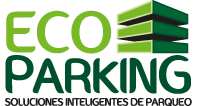 ECO
PARKING
SOLUCIONES INTELIGENTES DE PARQUEO